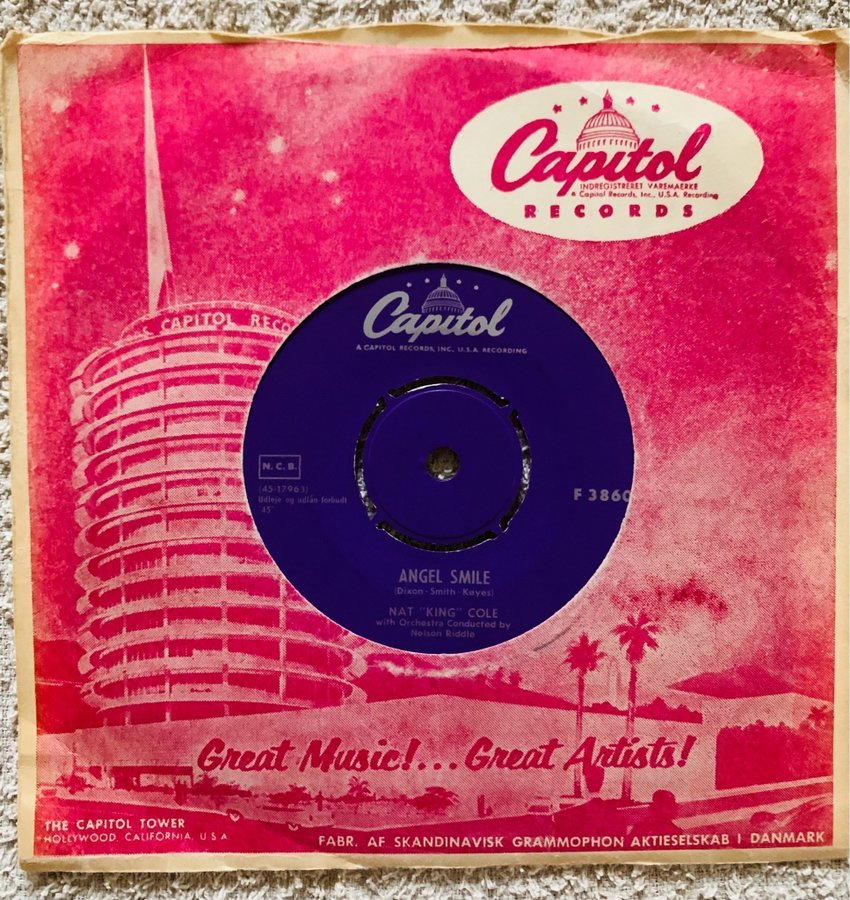 Capitol
INDREGISTRERET VAREMAERKE
A Capitol Records, Inc., U.S.A. Recording
RECORDS
CAPITOL RECO
Capitol
A CAPITOL RECORDS, INC., U.S.A. RECORDING
N.C.B.
(45-17963)
Udleje og udlån forbudt
'45'
F 3860
ANGEL SMILE
(Dixon - Smith - Keyes)
NAT "KING" COLE
with Orchestra Conducted by
Nelson Riddle
Great Music!...Great Artists!
THE CAPITOL TOWER
HOLLYWOOD, CALIFORNIA, U.S.A.
FABR. AF SKANDINAVISK GRAMMOPHON AKTIESELSKAB I DANMARK